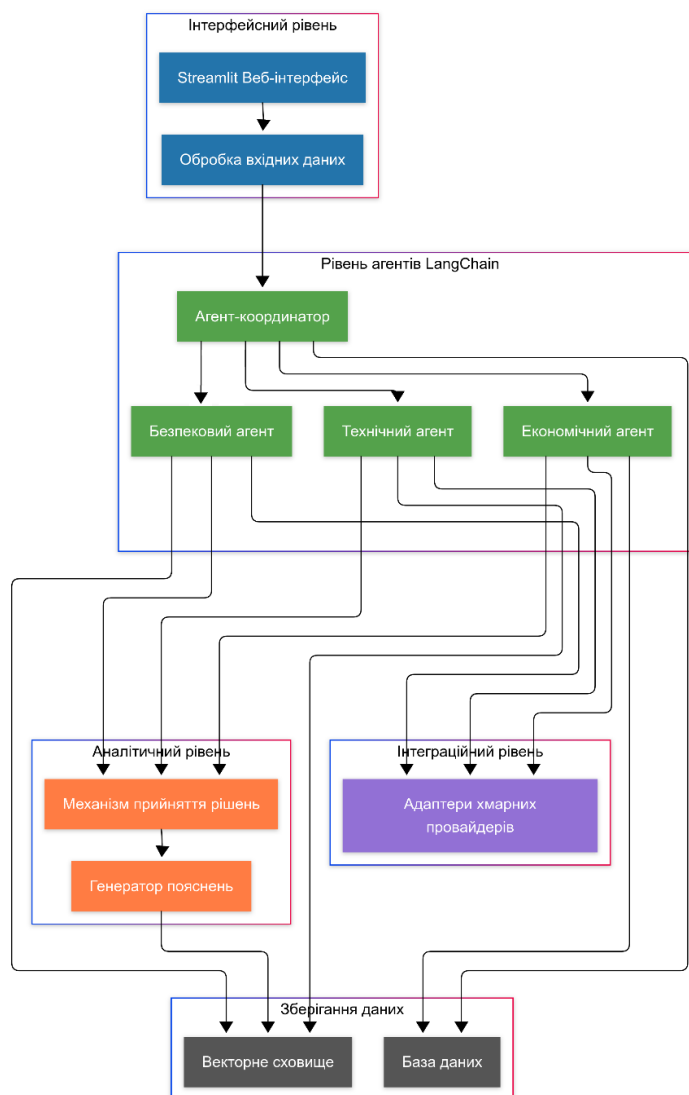 Інтерфейсний рівень
Streamlit Веб-інтерфейс
Обробка вхідних даних
Рівень агентів LangChain
Агент-координатор
Безпековий агент
Технічний агент
Економічний агент
Аналітичний рівень
Механізм прийняття рішень
Генератор пояснень
Інтеграційний рівень
Адаптери хмарних
провайдерів
Зберігання даних
Векторне сховище
База даних